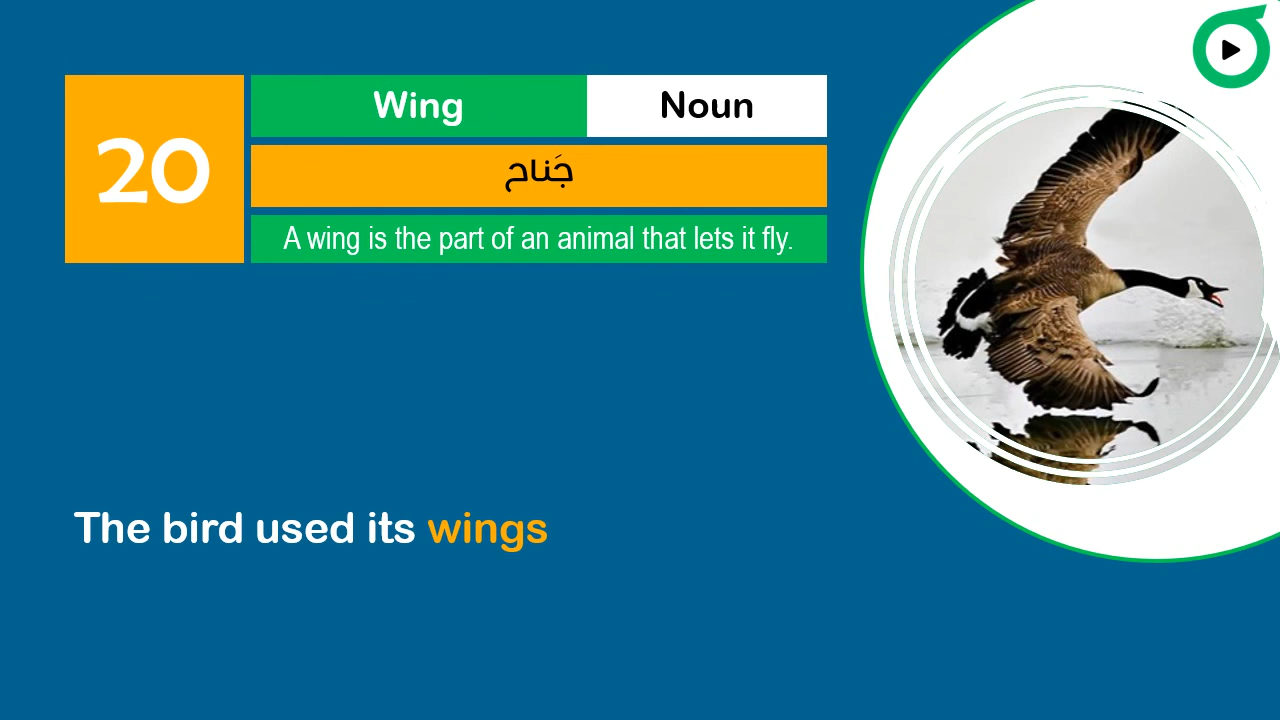 20
Wing
Noun
جَناح
A wing is the part of an animal that lets it fly.
The bird used its wings